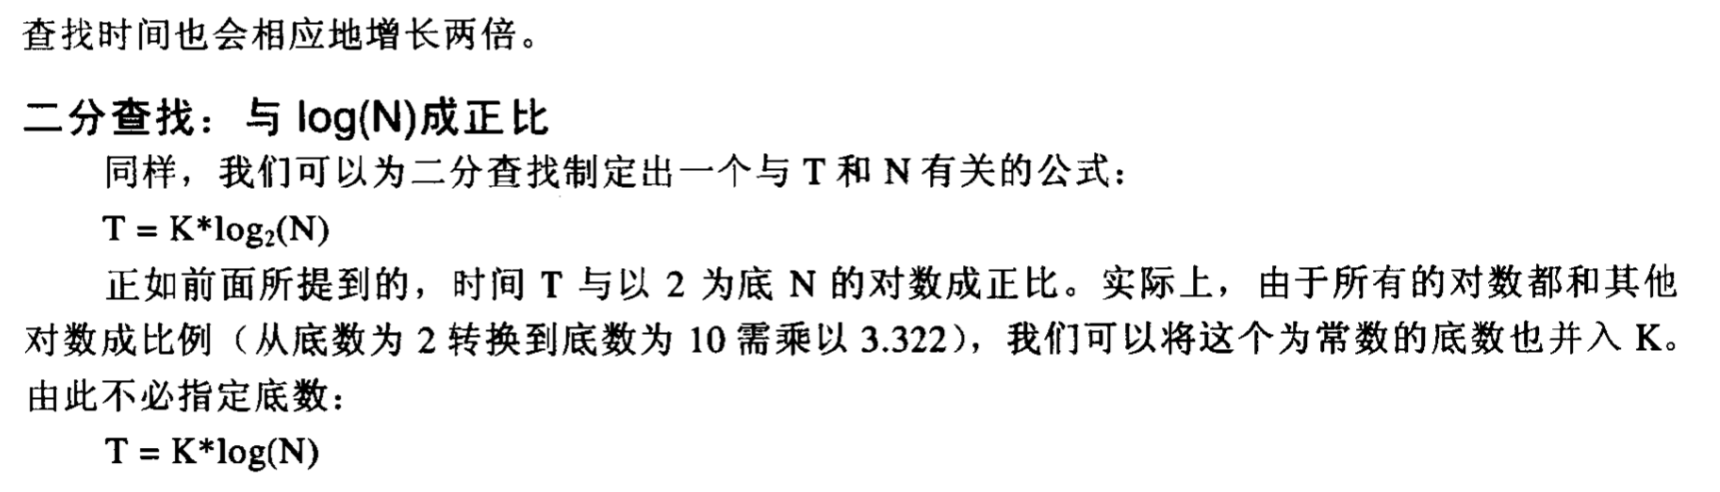 查找时间也会相应地增长两倍。
二分查找：与 log(N)成正比
同样，我们可以为二分查找制定出一个与 T 和 N 有关的公式：
T = K*log₂(N)
正如前面所提到的，时间 T 与以 2 为底 N 的对数成正比。实际上，由于所有的对数都和其他
对数成比例（从底数为 2 转换到底数为 10 需乘以 3.322），我们可以将这个为常数的底数也并入 K。
由此不必指定底数：
T = K*log(N)